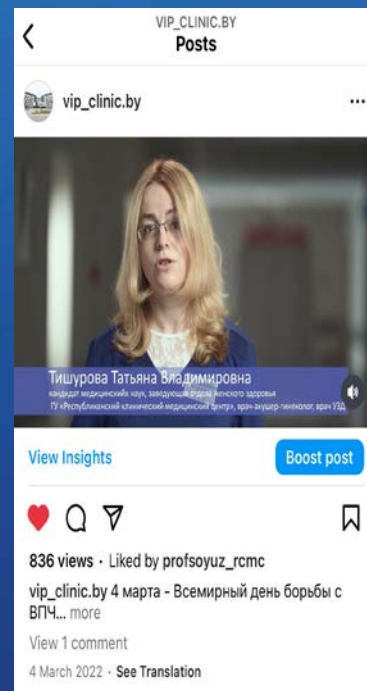 VIP_CLINIC.BY
Posts
vip_clinic.by
Тишурова Татьяна Владимировна
кандидат медицинских наук, заведующая отдела женского здоровья
ГУ «Республиканский клинический медицинский центр», врач-акушер-гинеколог, врач УЗД
View Insights
Boost post
836 views · Liked by profsoyuz_rcmc
vip_clinic.by 4 марта - Всемирный день борьбы с
ВПЧ... more
View 1 comment
4 March 2022 · See Translation